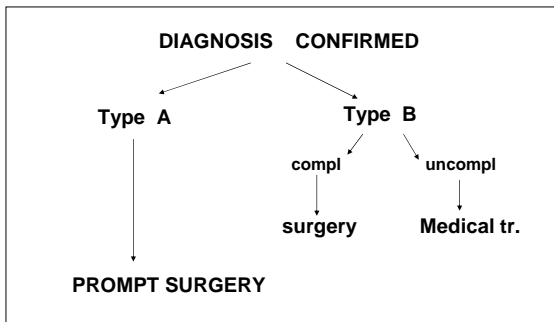 DIAGNOSIS CONFIRMED
Type A
Type B
compl
uncompl
surgery
Medical tr.
PROMPT SURGERY